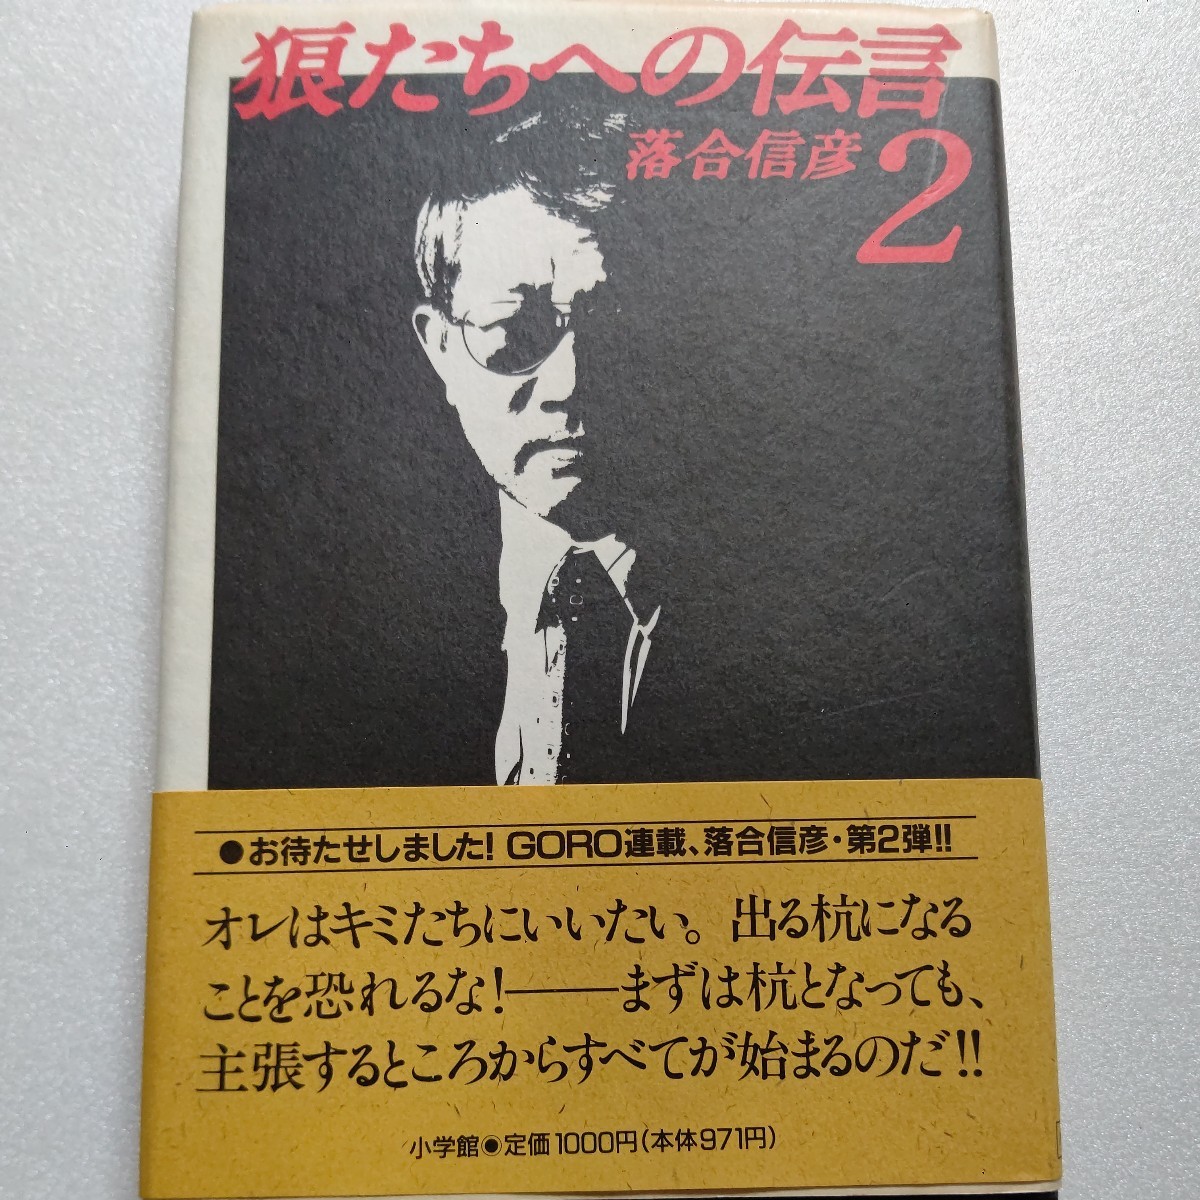 狼たちへの伝言
落合信彦 2
●お待たせしました! GORO連載、落合信彦・第2弾!!
オレはキミたちにいいたい。出る杭になる
ことを恐れるな!――まずは杭となっても、
主張するところからすべてが始まるのだ!!
小学館●定価1000円(本体971円)